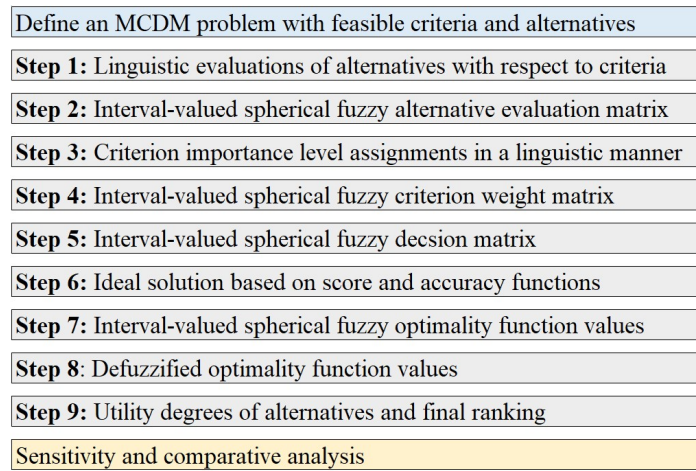 Define an MCDM problem with feasible criteria and alternatives
Step 1: Linguistic evaluations of alternatives with respect to criteria
Step 2: Interval-valued spherical fuzzy alternative evaluation matrix
Step 3: Criterion importance level assignments in a linguistic manner
Step 4: Interval-valued spherical fuzzy criterion weight matrix
Step 5: Interval-valued spherical fuzzy decsion matrix
Step 6: Ideal solution based on score and accuracy functions
Step 7: Interval-valued spherical fuzzy optimality function values
Step 8: Defuzzified optimality function values
Step 9: Utility degrees of alternatives and final ranking
Sensitivity and comparative analysis